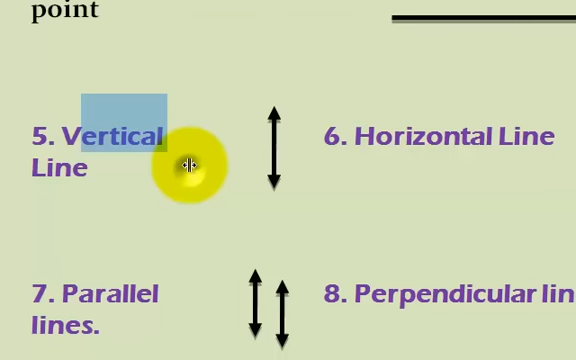 point
5. Vertical
Line
6. Horizontal Line
7. Parallel
lines.
8. Perpendicular lin